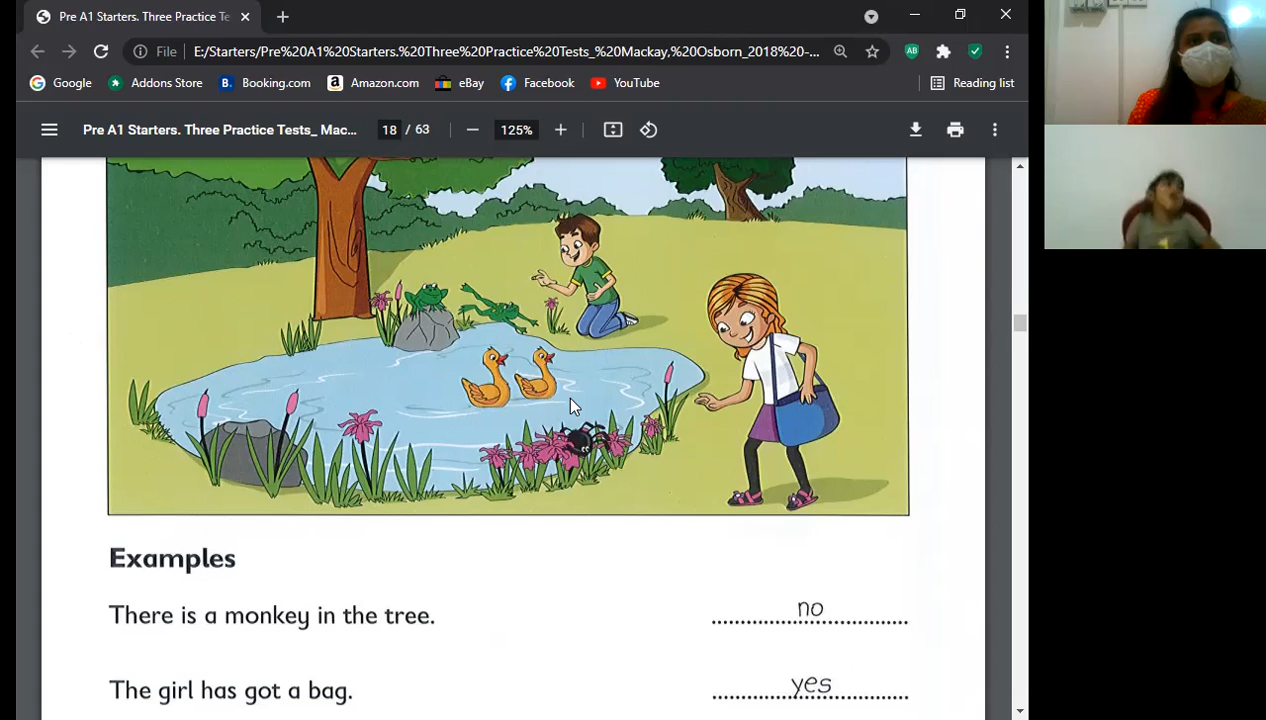 Pre A1 Starters. Three Practice Te
File
E:/Starters/Pre%20A1%20Starters.%20Three%20Practice%20Tests_%20Mackay,%20Osborn_2018%20-...
AB
Google
Addons Store
B.
Booking.com
a
Amazon.com
eBay
Facebook
YouTube
Reading list
Pre A1 Starters. Three Practice Tests_ Mac...
18 / 63
125%
Examples
There is a monkey in the tree. no
The girl has got a bag. yes